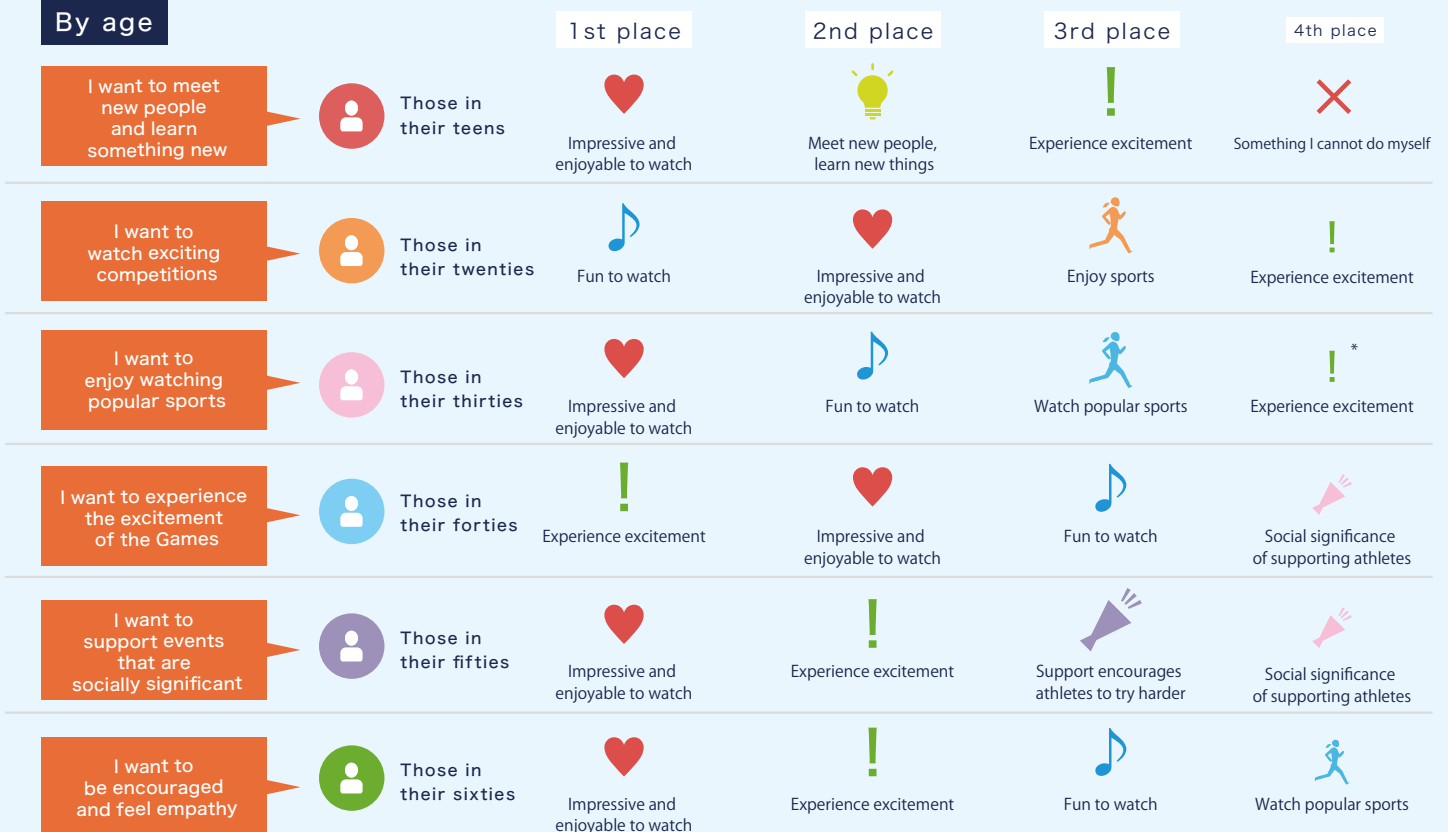 By age
1st place
2nd place
3rd place
4th place
I want to meet
new people
and learn
something new
Those in
their teens
Impressive and
enjoyable to watch
Meet new people,
learn new things
Experience excitement
Something I cannot do myself
I want to
watch exciting
competitions
Those in
their twenties
Fun to watch
Impressive and
enjoyable to watch
Enjoy sports
Experience excitement
I want to
enjoy watching
popular sports
Those in
their thirties
Impressive and
enjoyable to watch
Fun to watch
Watch popular sports
*
Experience excitement
I want to experience
the excitement
of the Games
Those in
their forties
Experience excitement
Impressive and
enjoyable to watch
Fun to watch
Social significance
of supporting athletes
I want to
support events
that are
socially significant
Those in
their fifties
Impressive and
enjoyable to watch
Experience excitement
Support encourages
athletes to try harder
Social significance
of supporting athletes
I want to
be encouraged
and feel empathy
Those in
their sixties
Impressive and
enjoyable to watch
Experience excitement
Fun to watch
Watch popular sports